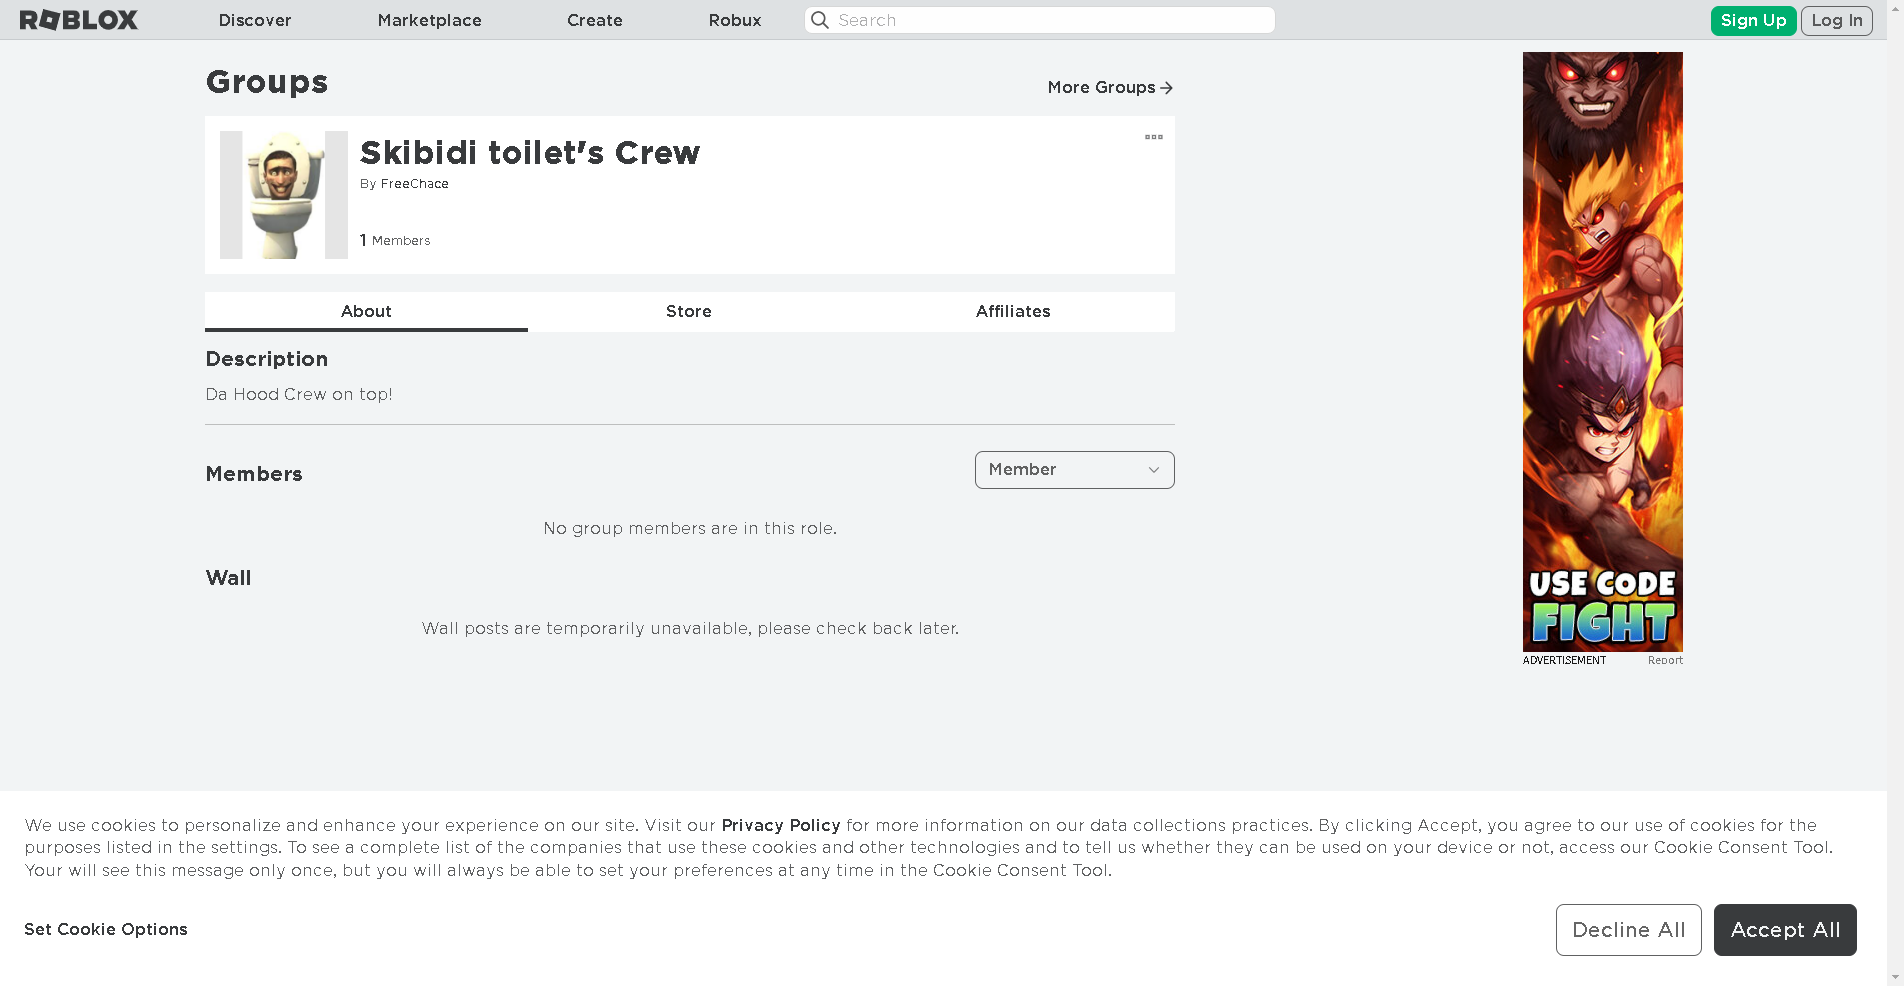 ROBLOX
Discover
Marketplace
Create
Robux
Search
Sign Up
Log In
Groups
More Groups
Skibidi toilet's Crew
By FreeChace
1 Members
About
Store
Affiliates
Description
Da Hood Crew on top!
Members
Member
No group members are in this role.
Wall
Wall posts are temporarily unavailable, please check back later.
USE CODE
FIGHT
ADVERTISEMENT
Report
We use cookies to personalize and enhance your experience on our site. Visit our Privacy Policy for more information on our data collections practices. By clicking Accept, you agree to our use of cookies for the
purposes listed in the settings. To see a complete list of the companies that use these cookies and other technologies and to tell us whether they can be used on your device or not, access our Cookie Consent Tool.
Your will see this message only once, but you will always be able to set your preferences at any time in the Cookie Consent Tool.
Set Cookie Options
Decline All
Accept All